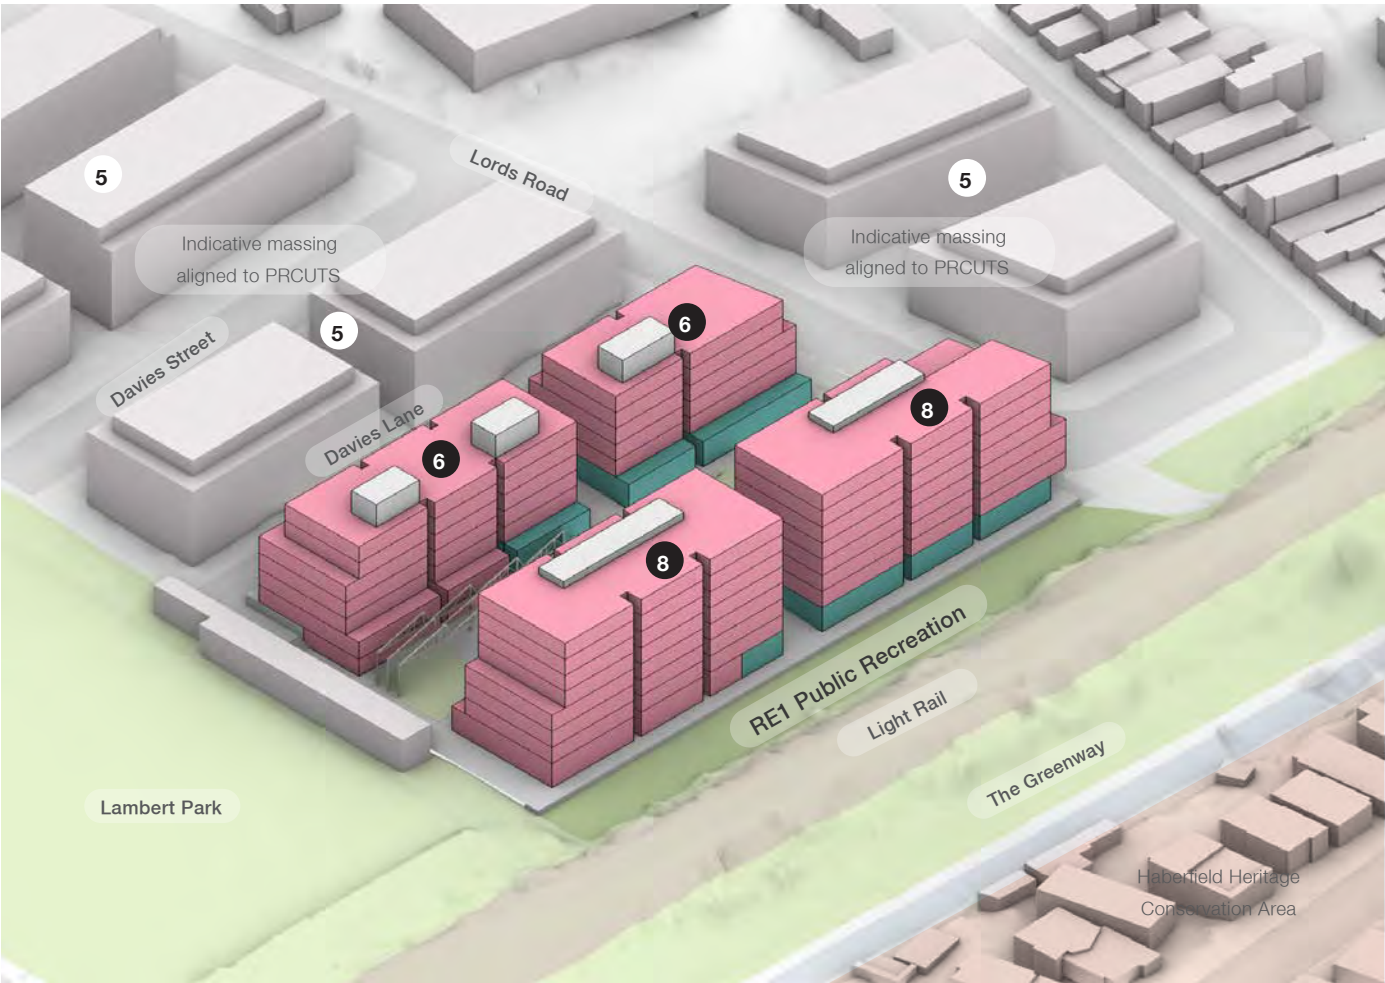 Lords Road
5
5
Indicative massing
aligned to PRCUTS
Indicative massing
aligned to PRCUTS
5
6
Davies Street
Davies Lane
8
6
8
RE1 Public Recreation
Light Rail
The Greenway
Lambert Park
Haberfield Heritage
Conservation Area